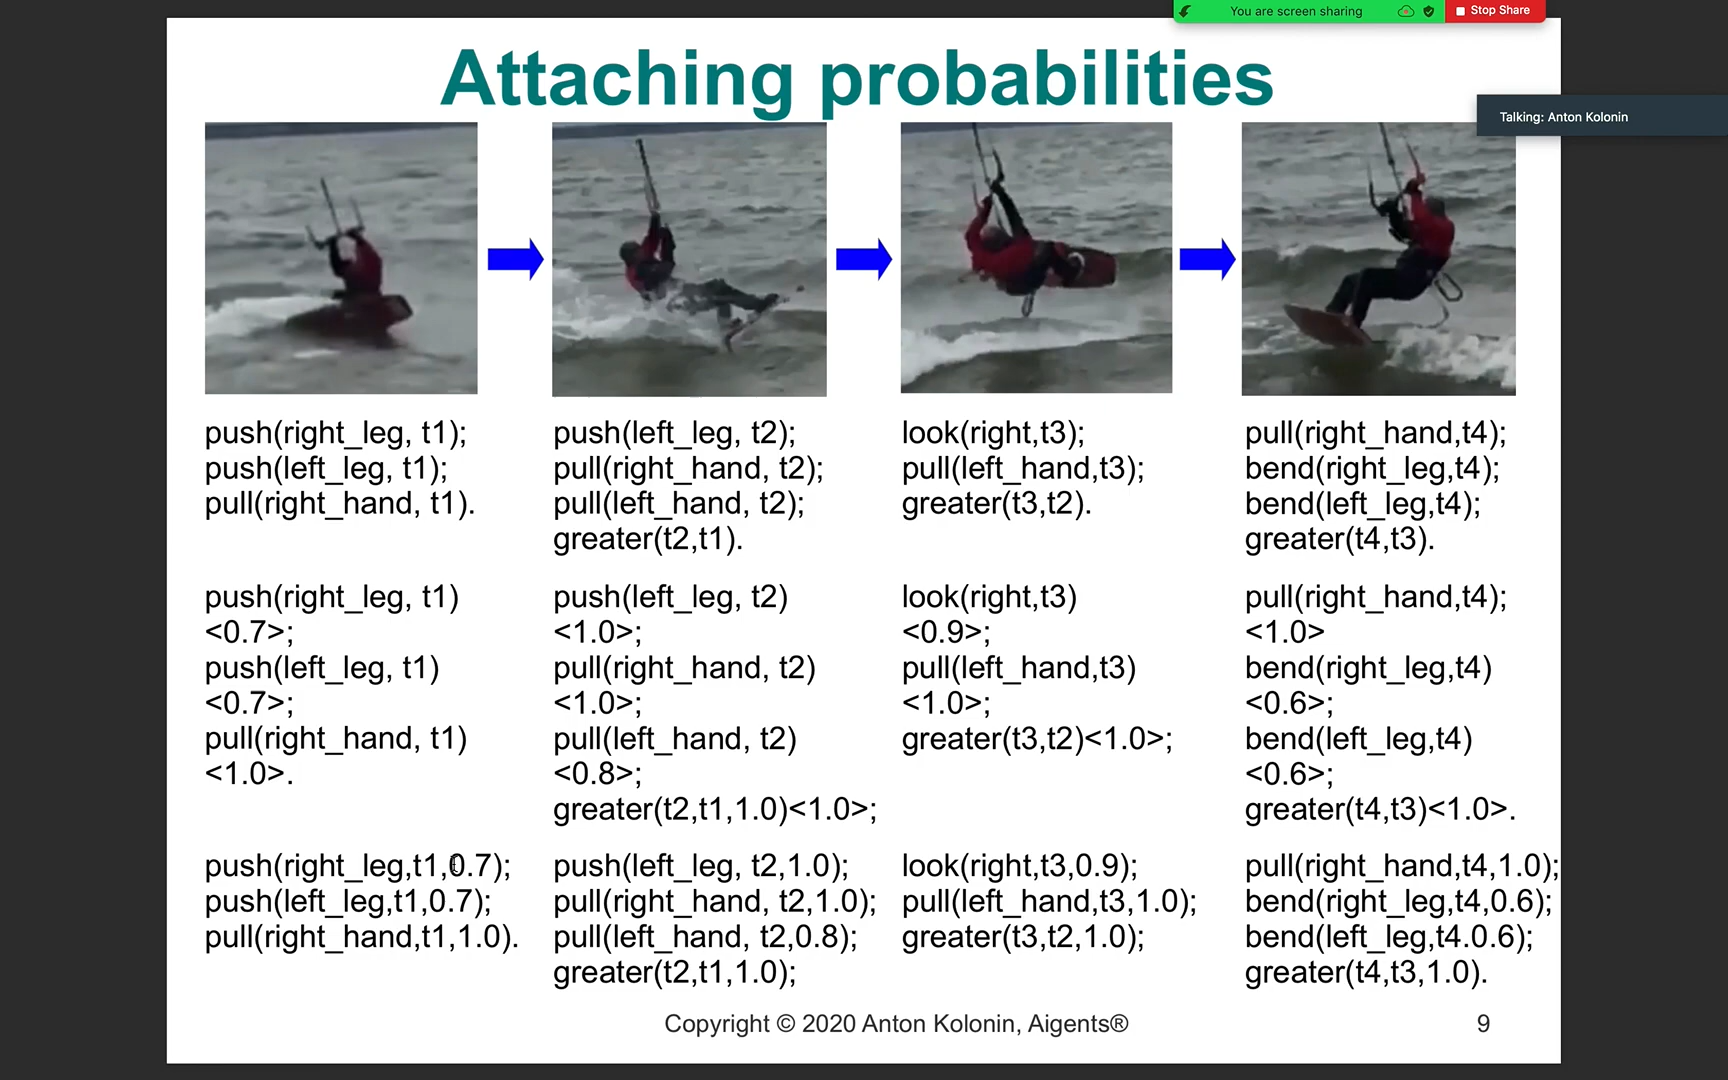 You are screen sharing
Stop Share
Attaching probabilities
Talking: Anton Kolonin
push(right_leg, t1);
push(left_leg, t1);
pull(right_hand, t1).
push(left_leg, t2);
pull(right_hand, t2);
pull(left_hand, t2);
greater(t2,t1).
look(right,t3);
pull(left_hand,t3);
greater(t3,t2).
pull(right_hand,t4);
bend(right_leg,t4);
bend(left_leg,t4);
greater(t4,t3).
push(right_leg, t1)
<0.7>;
push(left_leg, t1)
<0.7>;
pull(right_hand, t1)
<1.0>.
push(left_leg, t2)
<1.0>;
pull(right_hand, t2)
<1.0>;
pull(left_hand, t2)
<0.8>;
greater(t2,t1,1.0)<1.0>;
look(right,t3)
<0.9>;
pull(left_hand,t3)
<1.0>;
greater(t3,t2)<1.0>;
pull(right_hand,t4);
<1.0>
bend(right_leg,t4)
<0.6>;
bend(left_leg,t4)
<0.6>;
greater(t4,t3)<1.0>.
push(right_leg,t1,0.7);
push(left_leg,t1,0.7);
pull(right_hand,t1,1.0).
push(left_leg, t2,1.0);
pull(right_hand, t2,1.0);
pull(left_hand, t2,0.8);
greater(t2,t1,1.0);
look(right,t3,0.9);
pull(left_hand,t3,1.0);
greater(t3,t2,1.0);
pull(right_hand,t4,1.0);
bend(right_leg,t4,0.6);
bend(left_leg,t4.0.6);
greater(t4,t3,1.0).
Copyright © 2020 Anton Kolonin, Aigents®
9